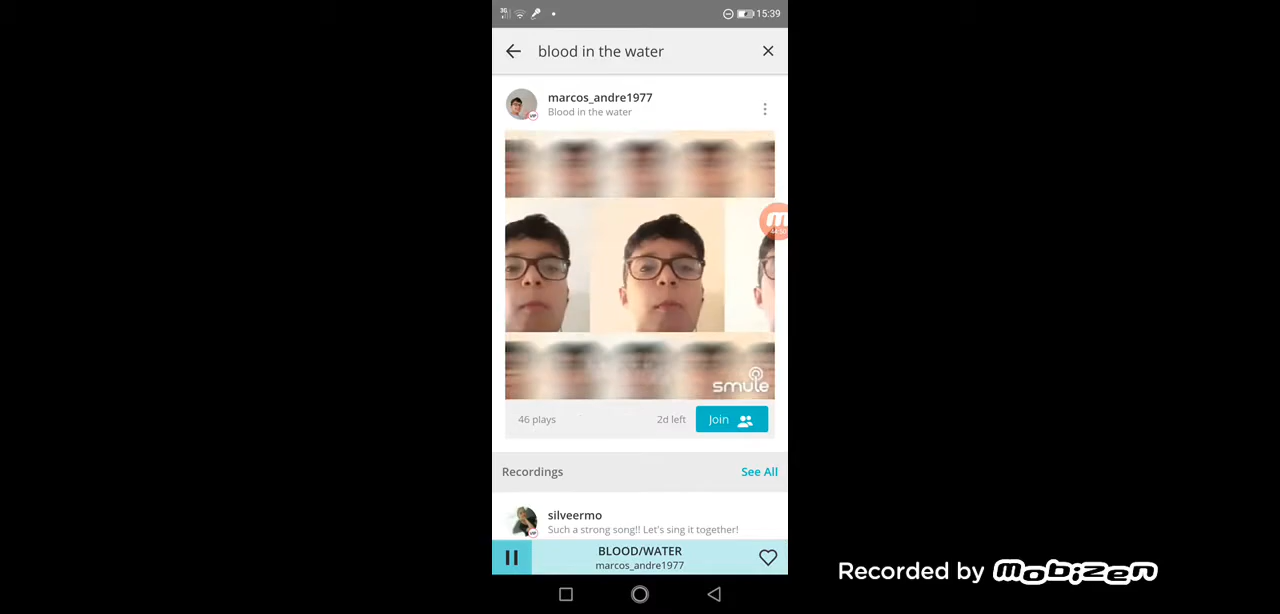 3G 15:39
blood in the water
marcos_andre1977
Blood in the water
smule
46 plays 2d left Join
Recordings See All
silveermo
Such a strong song!! Let's sing it together!
BLOOD/WATER
marcos_andre1977
Recorded by mobizen